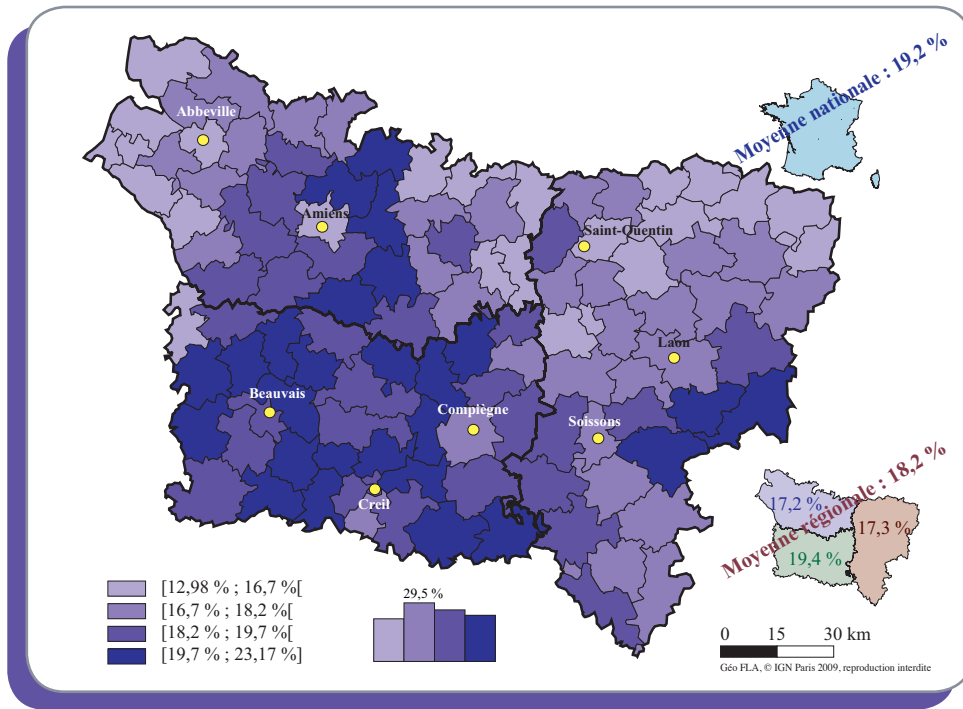 Moyenne nationale : 19,2 %
Abbeville
Amiens
Saint-Quentin
Laon
Beauvais
Compiègne
Soissons
Creil
Moyenne régionale : 18,2 %
17,2 %
17,3 %
19,4 %
[12,98 % ; 16,7 %[
[16,7 % ; 18,2 %[
[18,2 % ; 19,7 %[
[19,7 % ; 23,17 %]
29,5 %
0 15 30 km
Géo FLA, © IGN Paris 2009, reproduction interdite